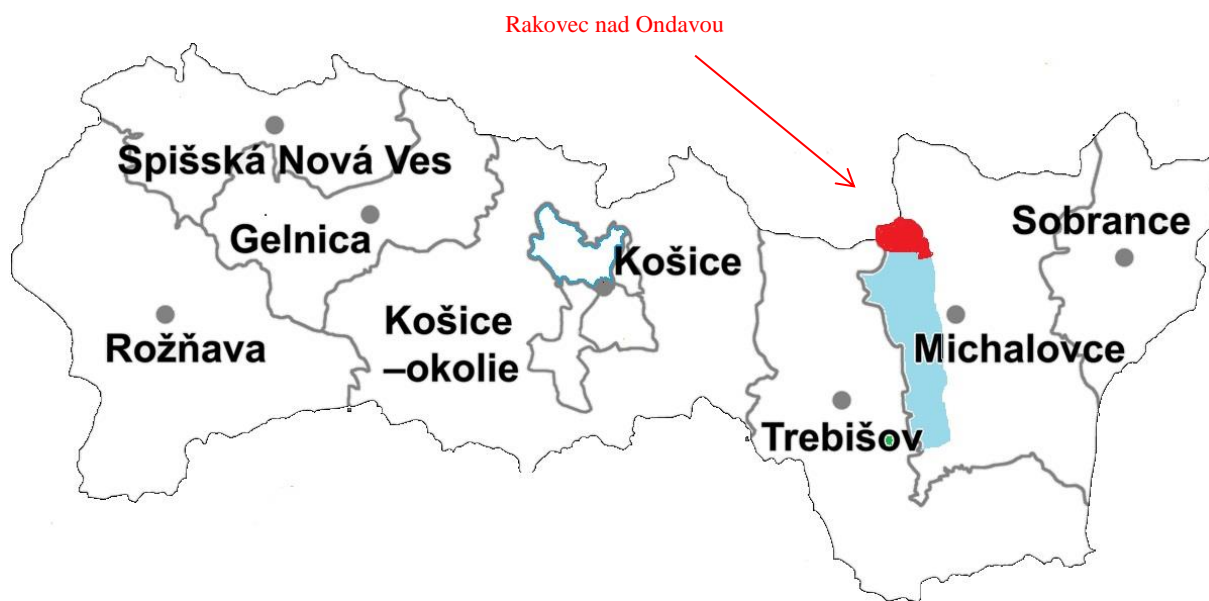 Rakovec nad Ondavou
Spišská Nová Ves
Gelnica
Rožňava
Košice
–okolie
Košice
Trebišov
Michalovce
Sobrance